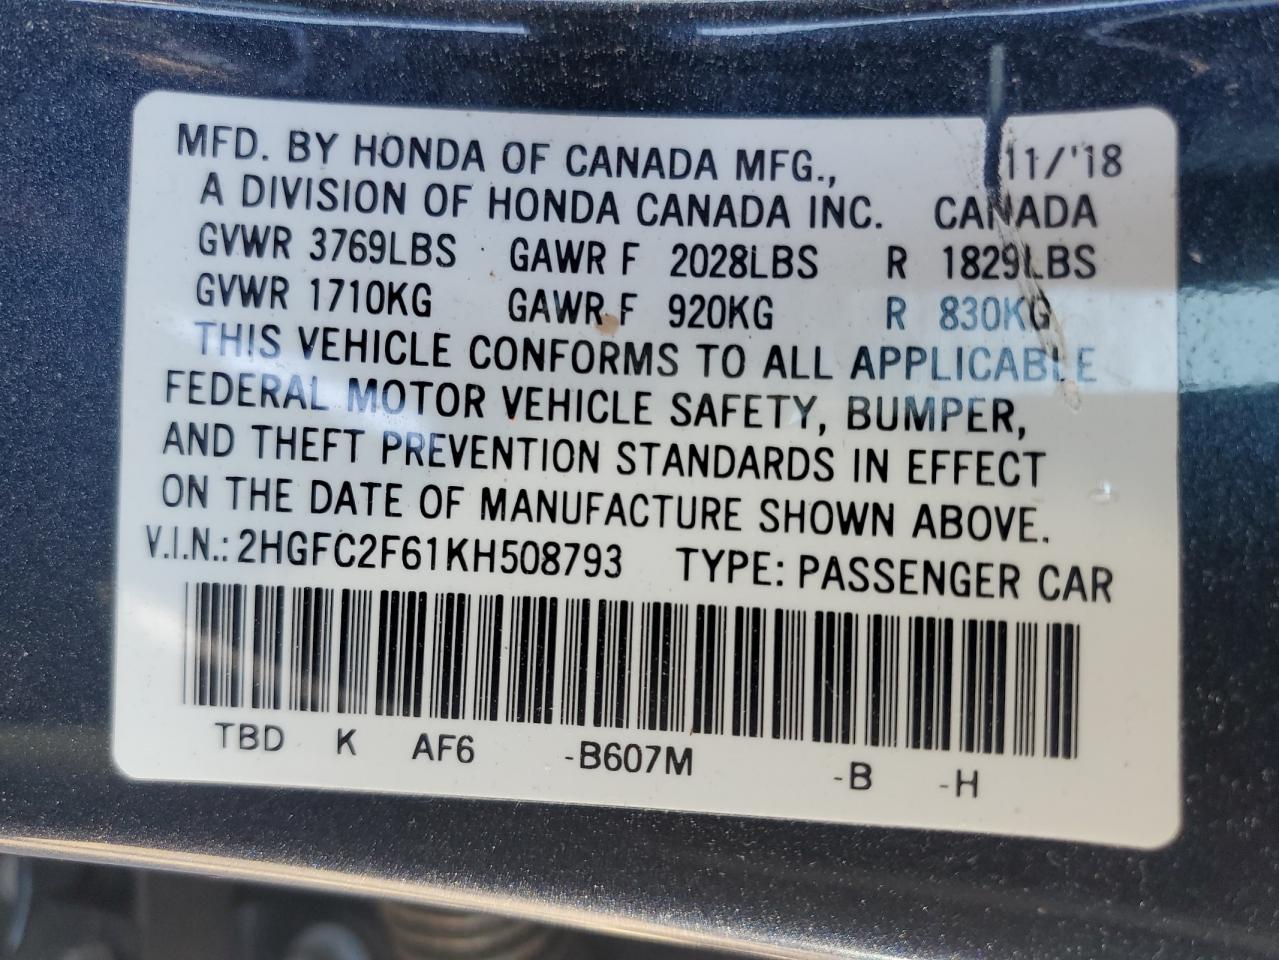 MFD. BY HONDA OF CANADA MFG., 11/'18
A DIVISION OF HONDA CANADA INC. CANADA
GVWR 3769LBS GAWR F 2028LBS R 1829LBS
GVWR 1710KG GAWR F 920KG R 830KG
THIS VEHICLE CONFORMS TO ALL APPLICABLE
FEDERAL MOTOR VEHICLE SAFETY, BUMPER,
AND THEFT PREVENTION STANDARDS IN EFFECT
ON THE DATE OF MANUFACTURE SHOWN ABOVE.
V.I.N.: 2HGFC2F61KH508793 TYPE: PASSENGER CAR
TBD K AF6 -B607M -B -H